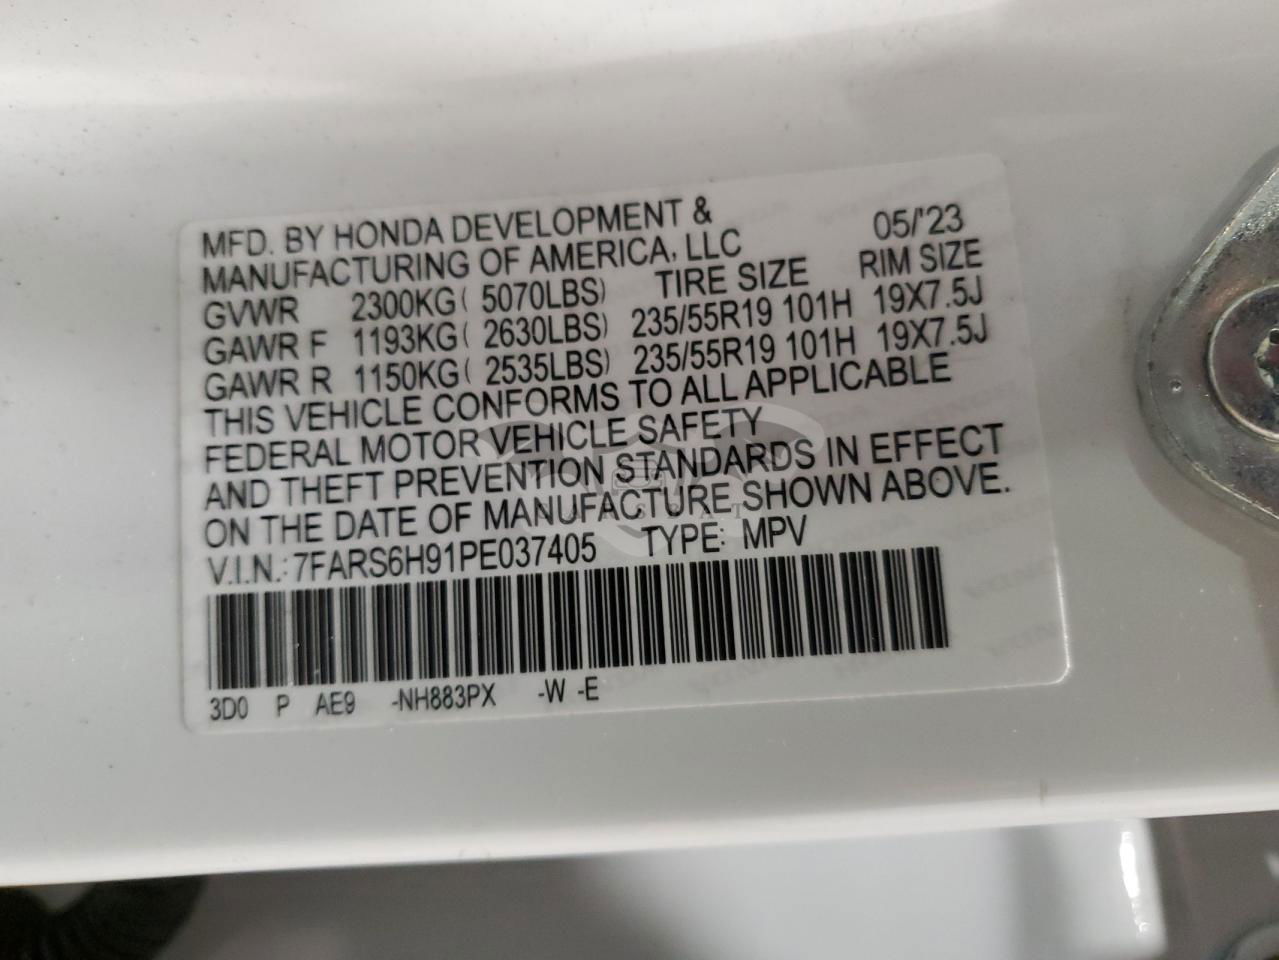 MFD. BY HONDA DEVELOPMENT & 05/'23
MANUFACTURING OF AMERICA, LLC
GVWR 2300KG( 5070LBS) TIRE SIZE RIM SIZE
GAWR F 1193KG( 2630LBS) 235/55R19 101H 19X7.5J
GAWR R 1150KG( 2535LBS) 235/55R19 101H 19X7.5J
THIS VEHICLE CONFORMS TO ALL APPLICABLE
FEDERAL MOTOR VEHICLE SAFETY
AND THEFT PREVENTION STANDARDS IN EFFECT
ON THE DATE OF MANUFACTURE SHOWN ABOVE.
V.I.N.: 7FARS6H91PE037405 TYPE: MPV
3D0 P AE9 -NH883PX -W -E